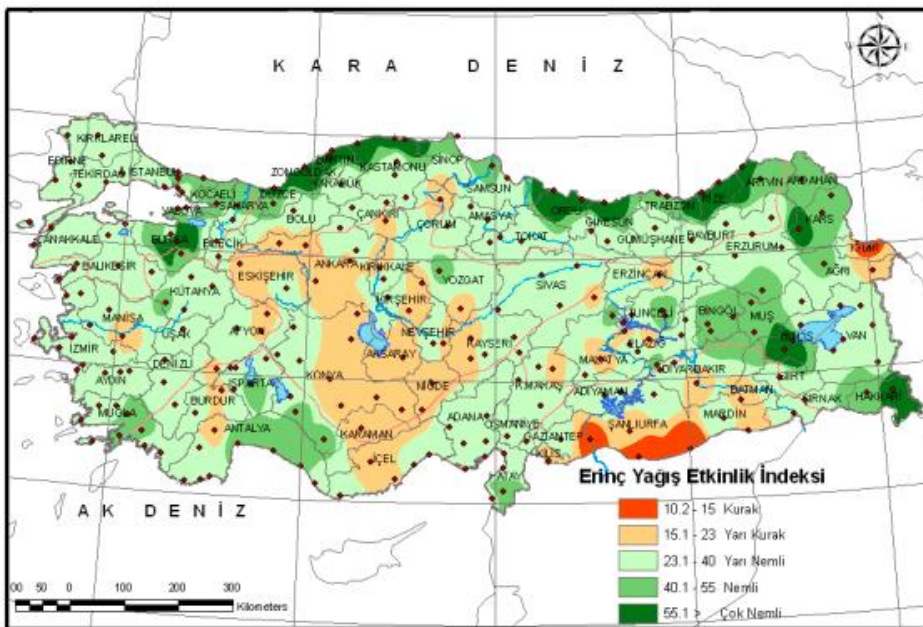 K A R A D E N İ Z
KIRKLARELİ
EDİRNE
TEKİRDAĞ
İSTANBUL
KOCAELİ
YALOVA
SAKARYA
DÜZCE
ZONGULDAK
BARTIN
KARABÜK
KASTAMONU
SİNOP
SAMSUN
ORDU
GİRESUN
TRABZON
RİZE
ARTVİN
ARDAHAN
KARS
IĞDIR
AĞRI
ÇANAKKALE
BALIKESİR
BURSA
BİLECİK
BOLU
ÇANKIRI
ÇORUM
AMASYA
TOKAT
GÜMÜŞHANE
BAYBURT
ERZURUM
ERZİNCAN
KÜTAHYA
ESKİŞEHİR
ANKARA
KIRIKKALE
YOZGAT
SİVAS
TUNCELİ
BİNGÖL
MUŞ
BİTLİS
VAN
MANİSA
UŞAK
AFYON
KIRŞEHİR
NEVŞEHİR
KAYSERİ
MALATYA
ELAZIĞ
DİYARBAKIR
İZMİR
AYDIN
DENİZLİ
ISPARTA
KONYA
AKSARAY
NİĞDE
K.MARAŞ
ADIYAMAN
BATMAN
SİİRT
ŞIRNAK
HAKKARİ
MUĞLA
BURDUR
ANTALYA
KARAMAN
İÇEL
ADANA
OSMANİYE
GAZİANTEP
KİLİS
ŞANLIURFA
MARDİN
HATAY
A K D E N İ Z
Erinç Yağış Etkinlik İndeksi
10.2 - 15 Kurak
15.1 - 23 Yarı Kurak
23.1 - 40 Yarı Nemli
40.1 - 55 Nemli
55.1 > Çok Nemli
00 50 0 100 200 300
Kilometers